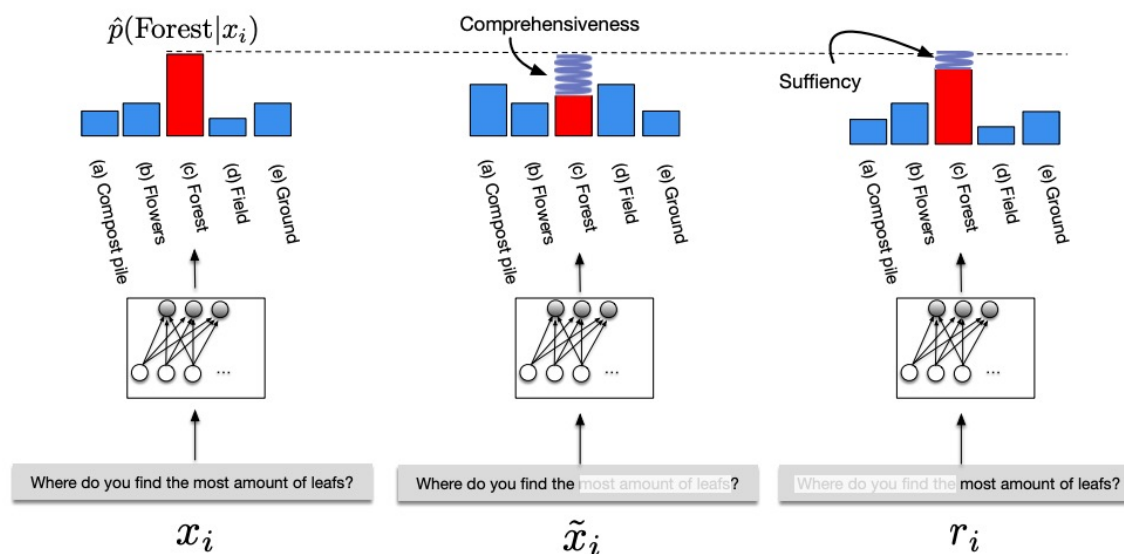 p̂(Forest|xᵢ)
Comprehensiveness
Suffiency
(a) Compost pile
(b) Flowers
(c) Forest
(d) Field
(e) Ground
(a) Compost pile
(b) Flowers
(c) Forest
(d) Field
(e) Ground
(a) Compost pile
(b) Flowers
(c) Forest
(d) Field
(e) Ground
...
...
...
Where do you find the most amount of leafs?
Where do you find the most amount of leafs?
Where do you find the most amount of leafs?
xᵢ
x̃ᵢ
rᵢ